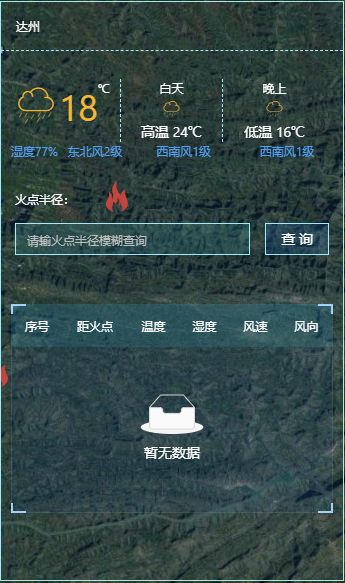 达州
18℃
白天
晚上
高温 24℃
低温 16℃
湿度77% 东北风2级
西南风1级
西南风1级
火点半径：
请输火点半径模糊查询
查 询
序号 距火点 温度 湿度 风速 风向
暂无数据